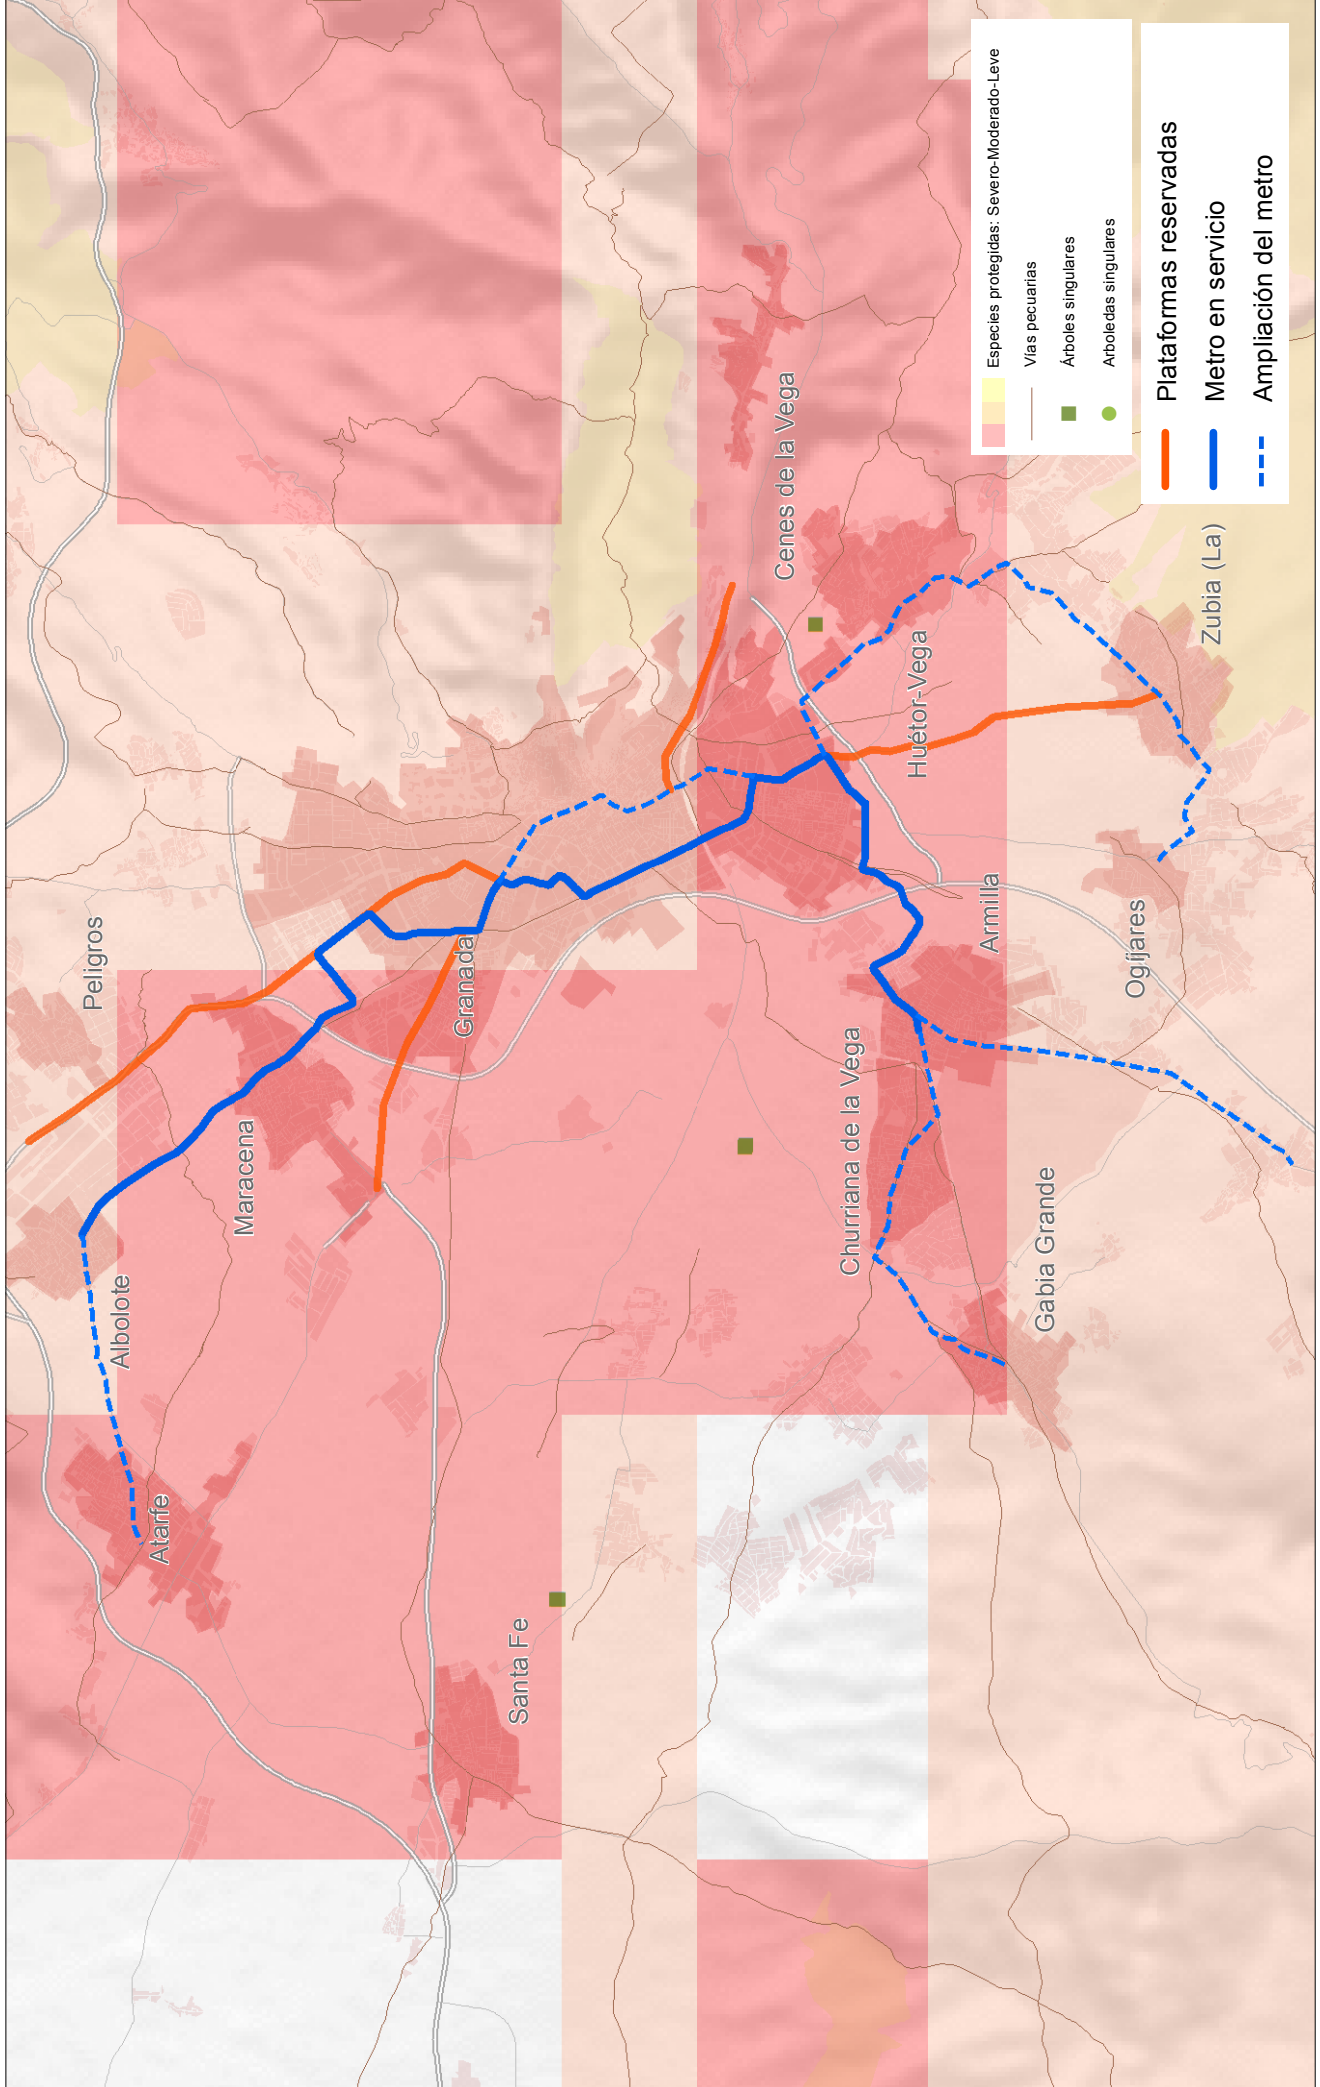 Peligros
Albolote
Atarfe
Maracena
Granada
Santa Fe
Cenes de la Vega
Huétor-Vega
Armilla
Churriana de la Vega
Gabia Grande
Ogíjares
Zubia (La)
Especies protegidas: Severo-Moderado-Leve
Vías pecuarias
Árboles singulares
Arboledas singulares
Plataformas reservadas
Metro en servicio
Ampliación del metro